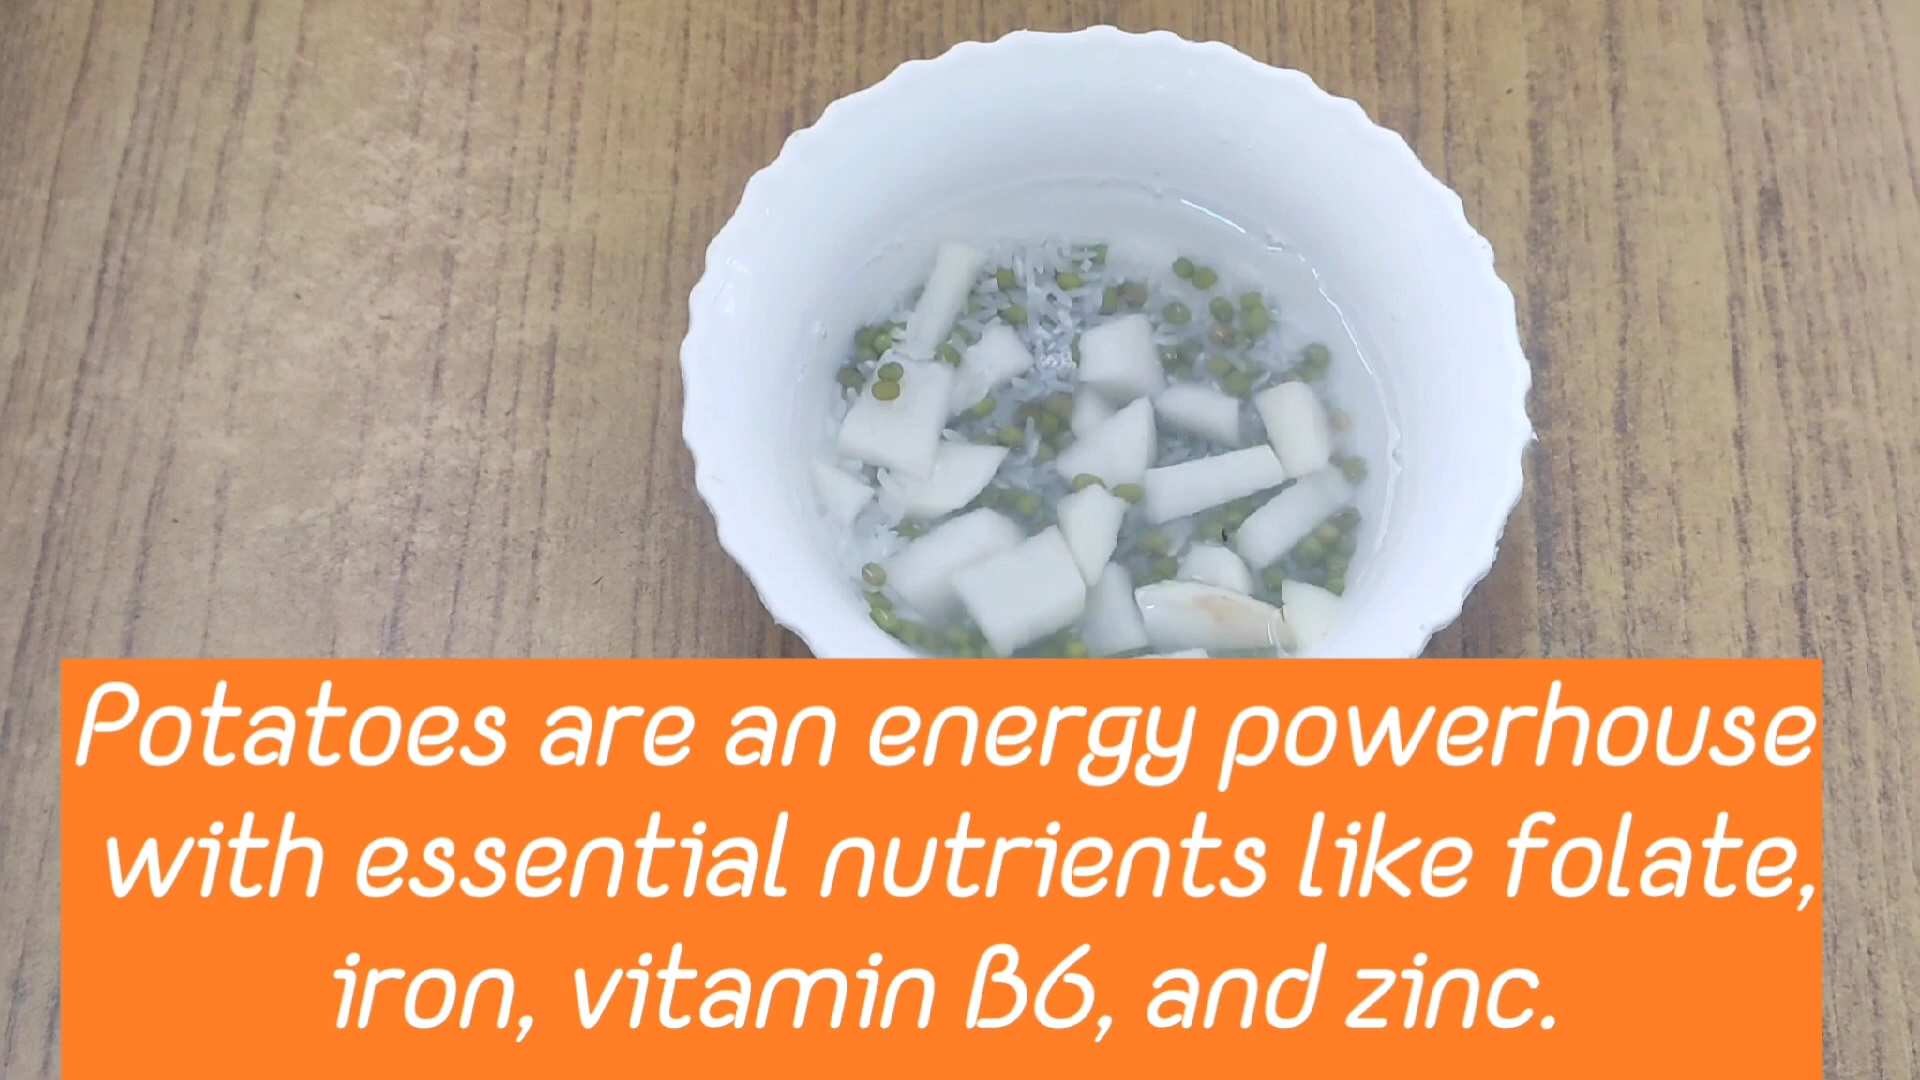 Potatoes are an energy powerhouse
with essential nutrients like folate,
iron, vitamin B6, and zinc.